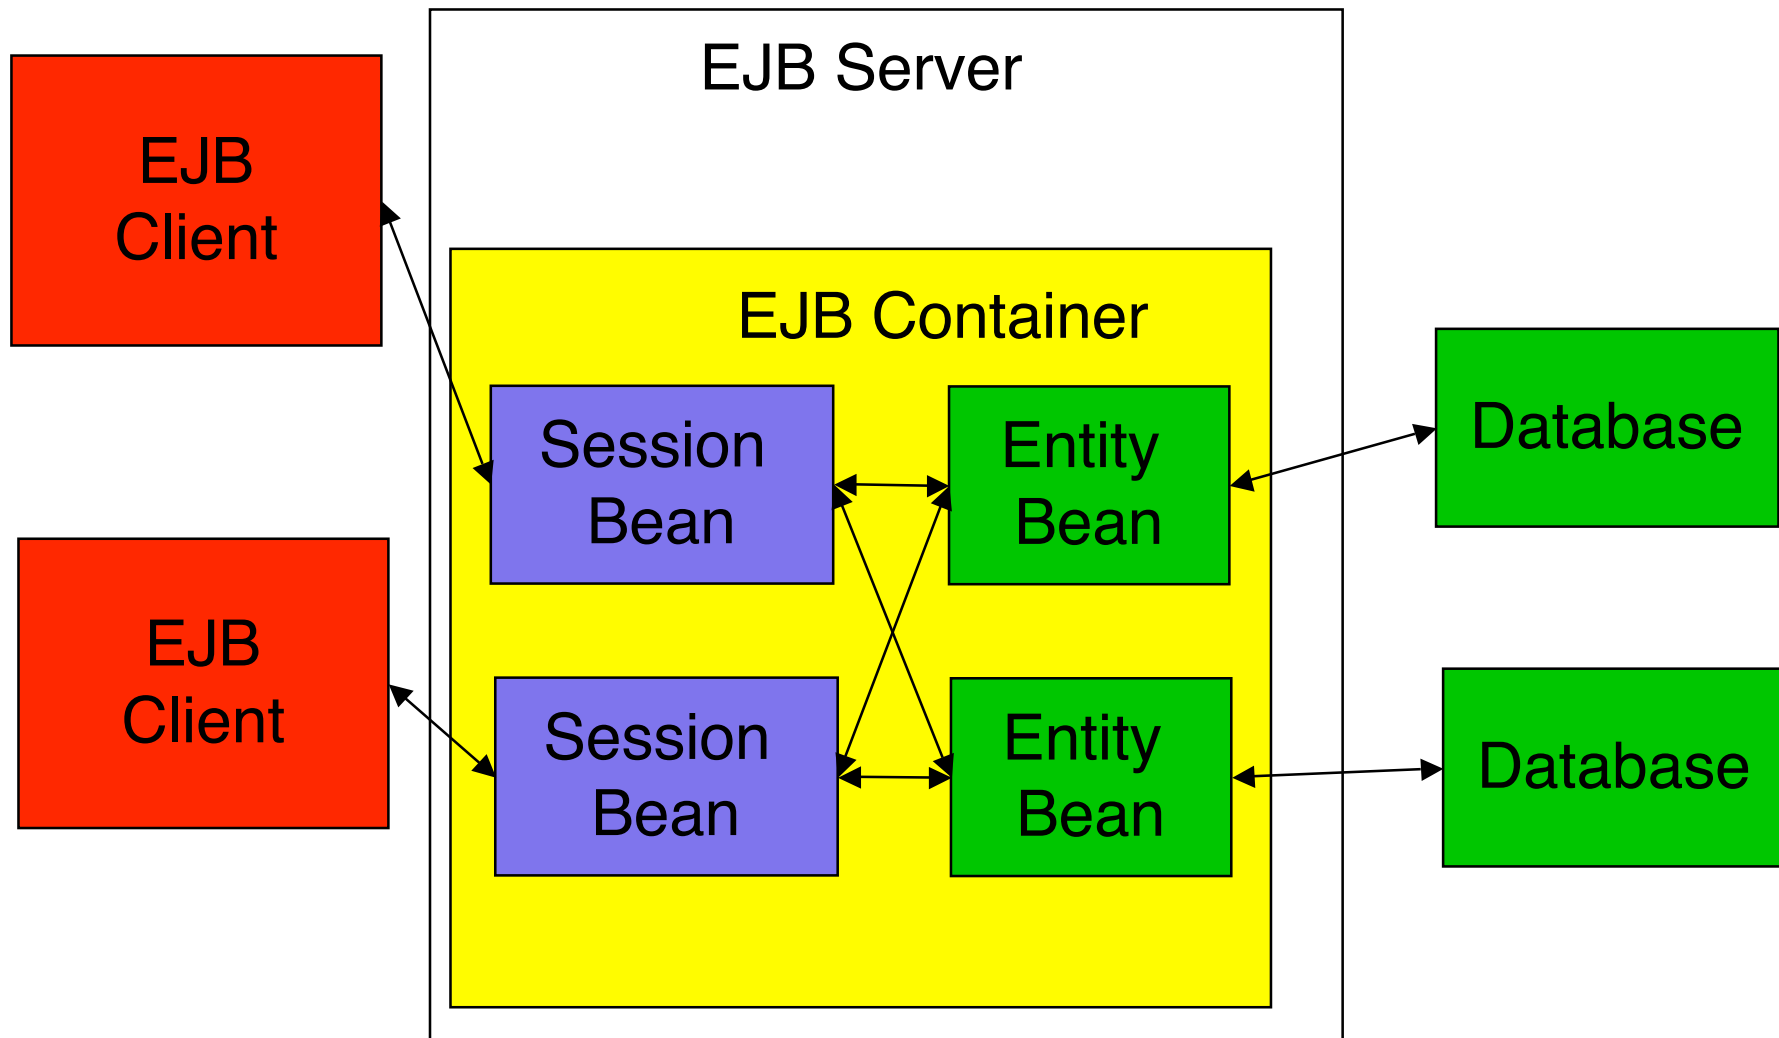 EJB Server
EJB
Client
EJB Container
Session
Bean
Entity
Bean
Database
EJB
Client
Session
Bean
Entity
Bean
Database